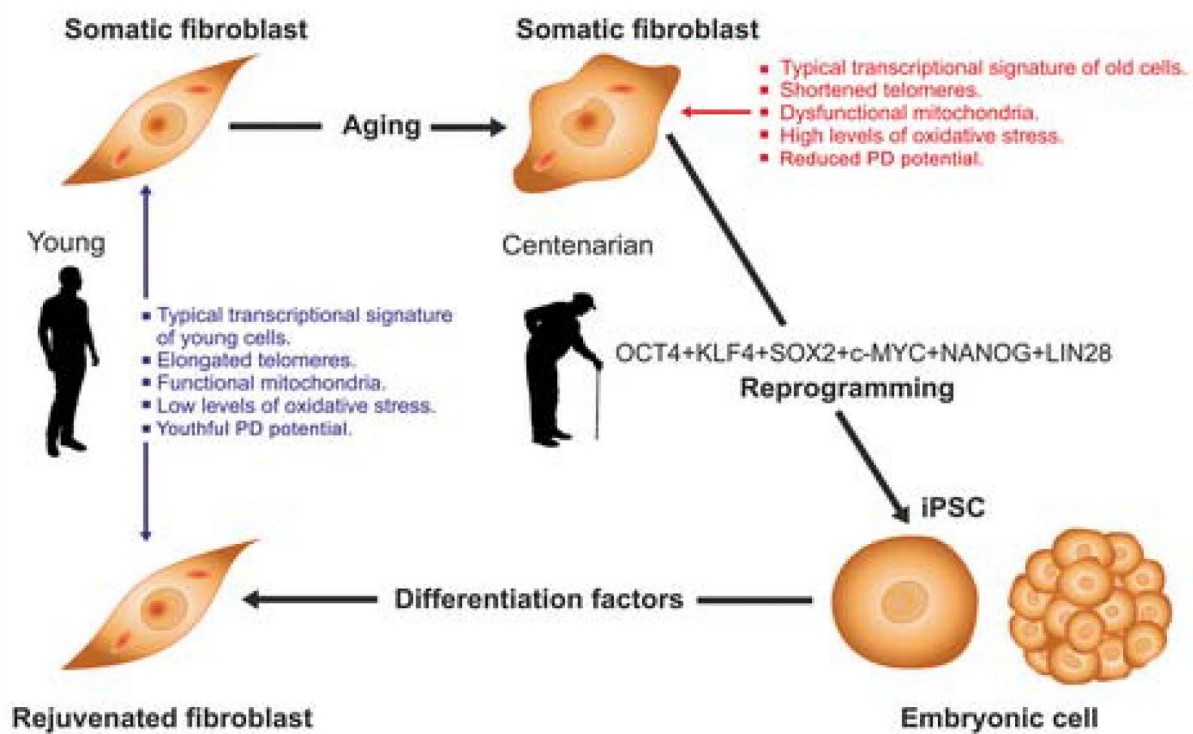 Somatic fibroblast
Somatic fibroblast
▪ Typical transcriptional signature of old cells.
▪ Shortened telomeres.
▪ Dysfunctional mitochondria.
▪ High levels of oxidative stress.
▪ Reduced PD potential.
Aging
Young
Centenarian
▪ Typical transcriptional signature
of young cells.
▪ Elongated telomeres.
▪ Functional mitochondria.
▪ Low levels of oxidative stress.
▪ Youthful PD potential.
OCT4+KLF4+SOX2+c-MYC+NANOG+LIN28
Reprogramming
iPSC
Differentiation factors
Rejuvenated fibroblast
Embryonic cell